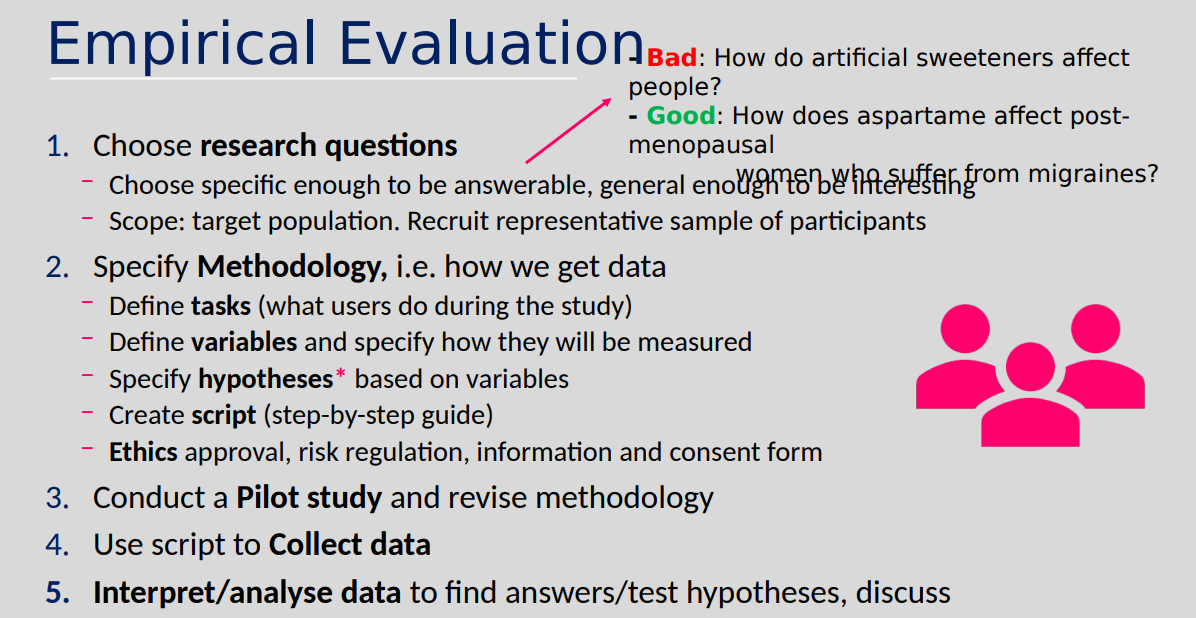 Empirical Evaluation
- Bad: How do artificial sweeteners affect
people?
- Good: How does aspartame affect post-
menopausal
women who suffer from migraines?
1. Choose research questions
– Choose specific enough to be answerable, general enough to be interesting
– Scope: target population. Recruit representative sample of participants
2. Specify Methodology, i.e. how we get data
– Define tasks (what users do during the study)
– Define variables and specify how they will be measured
– Specify hypotheses* based on variables
– Create script (step-by-step guide)
– Ethics approval, risk regulation, information and consent form
3. Conduct a Pilot study and revise methodology
4. Use script to Collect data
5. Interpret/analyse data to find answers/test hypotheses, discuss